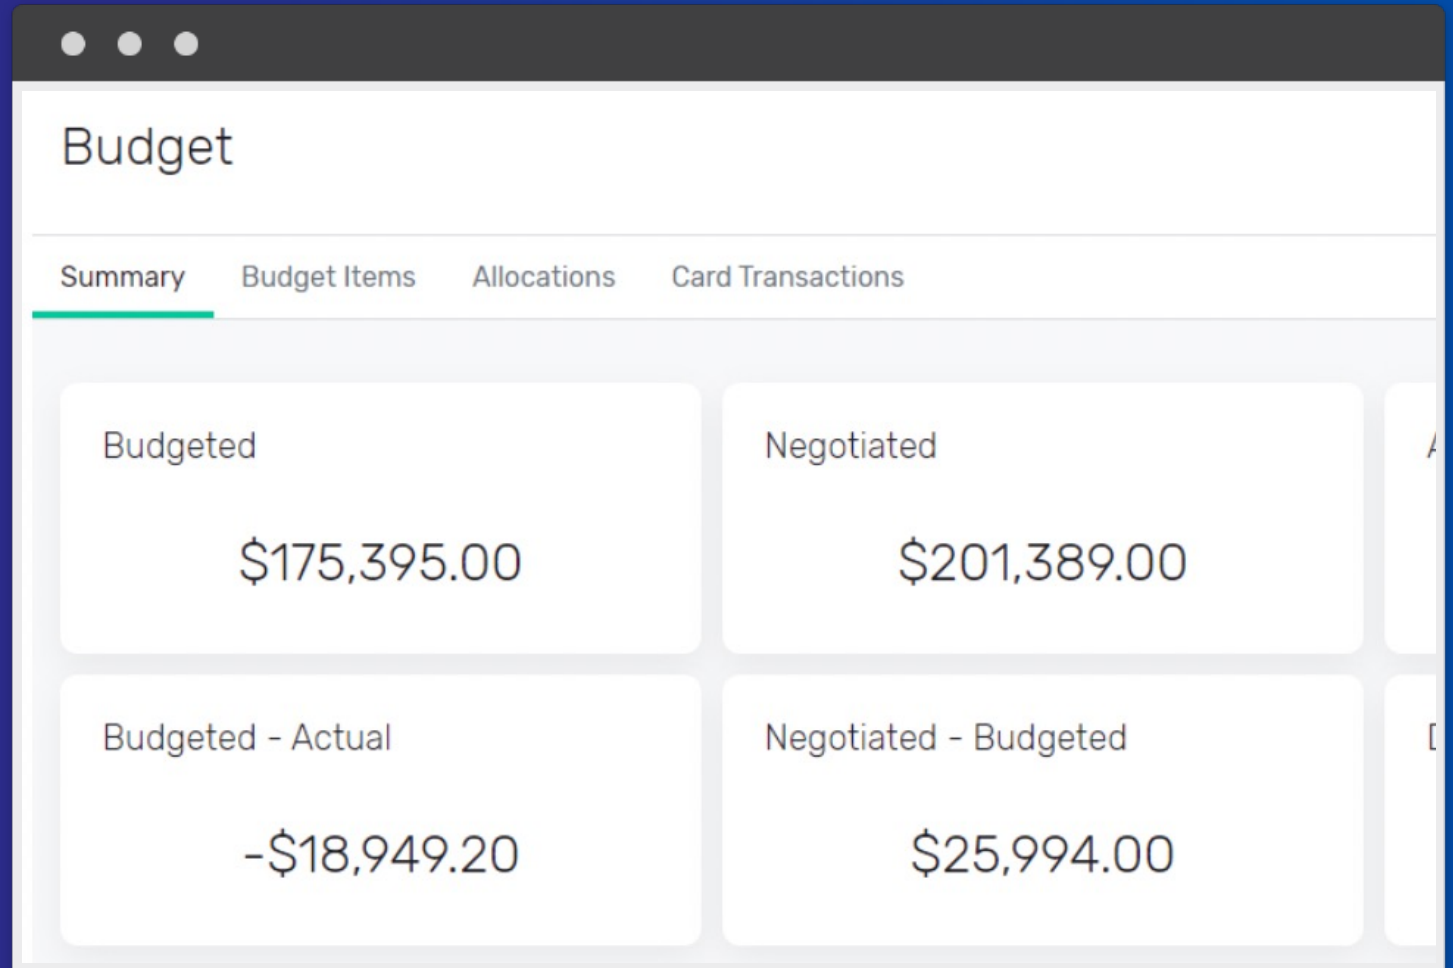 Budget
Summary Budget Items Allocations Card Transactions
Budgeted
$175,395.00
Negotiated
$201,389.00
Budgeted - Actual
-$18,949.20
Negotiated - Budgeted
$25,994.00